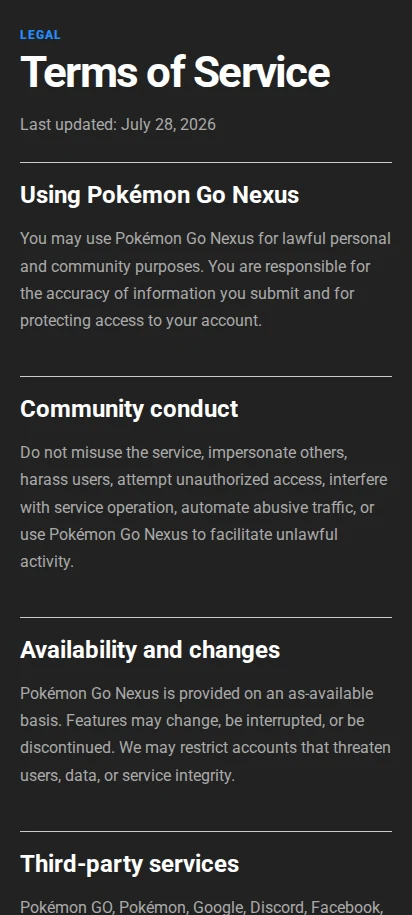 LEGAL
Terms of Service
Last updated: July 28, 2026
Using Pokémon Go Nexus
You may use Pokémon Go Nexus for lawful personal
and community purposes. You are responsible for
the accuracy of information you submit and for
protecting access to your account.
Community conduct
Do not misuse the service, impersonate others,
harass users, attempt unauthorized access, interfere
with service operation, automate abusive traffic, or
use Pokémon Go Nexus to facilitate unlawful
activity.
Availability and changes
Pokémon Go Nexus is provided on an as-available
basis. Features may change, be interrupted, or be
discontinued. We may restrict accounts that threaten
users, data, or service integrity.
Third-party services
Pokémon GO, Pokémon, Google, Discord, Facebook,